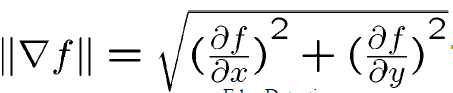 ‖∇f‖ = √((∂f/∂x)² + (∂f/∂y)²)